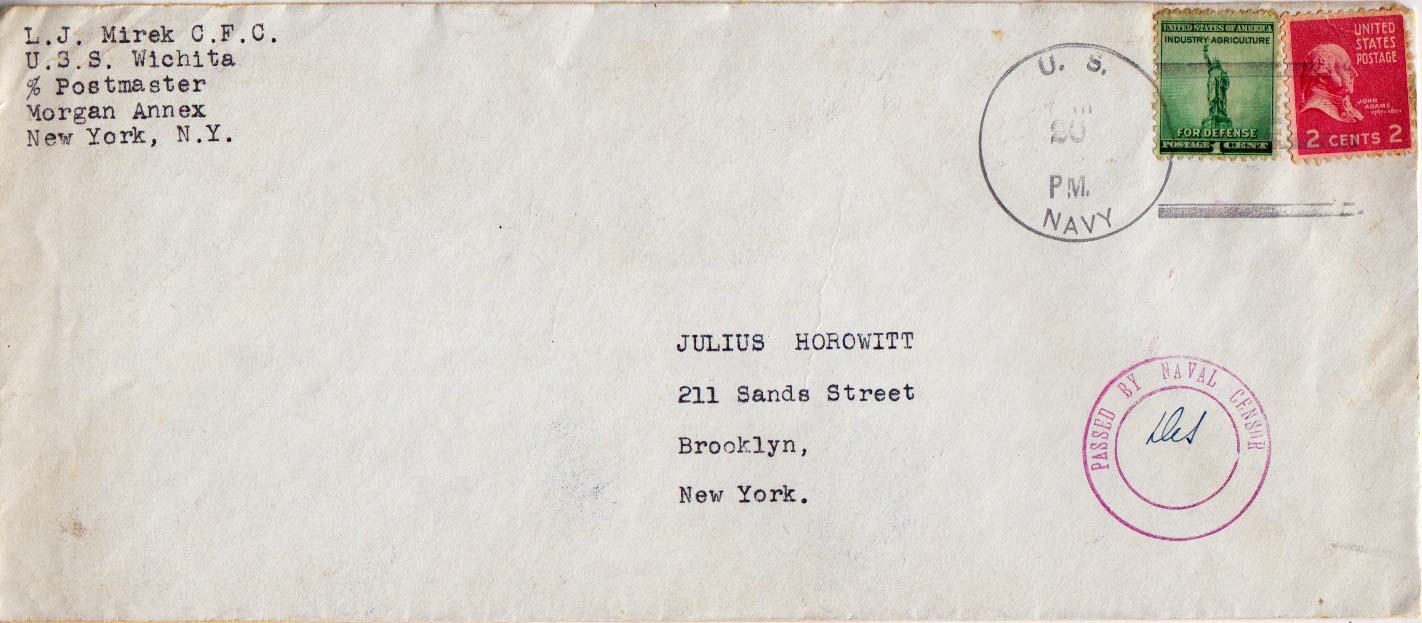 L.J. Mirek C.F.C.
U.S.S. Wichita
% Postmaster
Morgan Annex
New York, N.Y.
U. S.
20
P.M.
NAVY
UNITED STATES OF AMERICA
INDUSTRY·AGRICULTURE
FOR DEFENSE
POSTAGE 1 CENT
UNITED
STATES
POSTAGE
JOHN
ADAMS
1797-1801
2 CENTS 2
JULIUS HOROWITT
211 Sands Street
Brooklyn,
New York.
PASSED BY NAVAL CENSOR